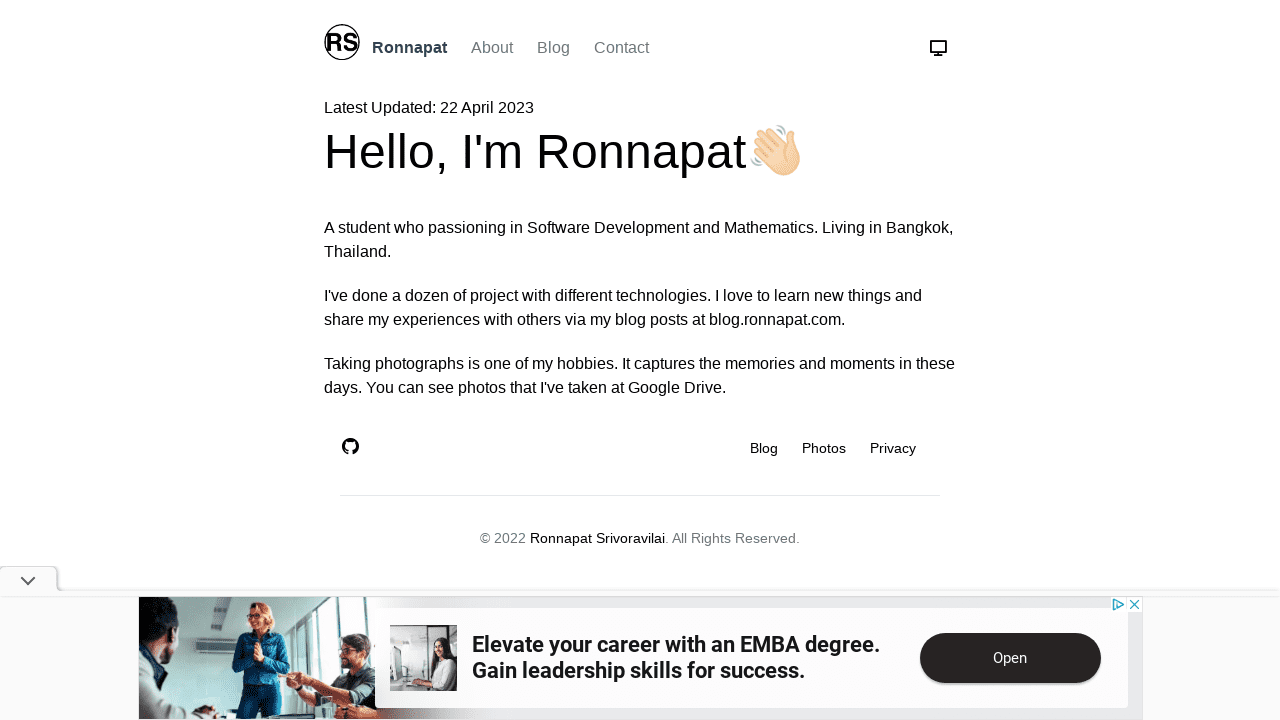 RS
Ronnapat About Blog Contact
Latest Updated: 22 April 2023
Hello, I'm Ronnapat👋🏻
A student who passioning in Software Development and Mathematics. Living in Bangkok,
Thailand.
I've done a dozen of project with different technologies. I love to learn new things and
share my experiences with others via my blog posts at blog.ronnapat.com.
Taking photographs is one of my hobbies. It captures the memories and moments in these
days. You can see photos that I've taken at Google Drive.
Blog Photos Privacy
© 2022 Ronnapat Srivoravilai. All Rights Reserved.
Elevate your career with an EMBA degree.
Gain leadership skills for success.
Open